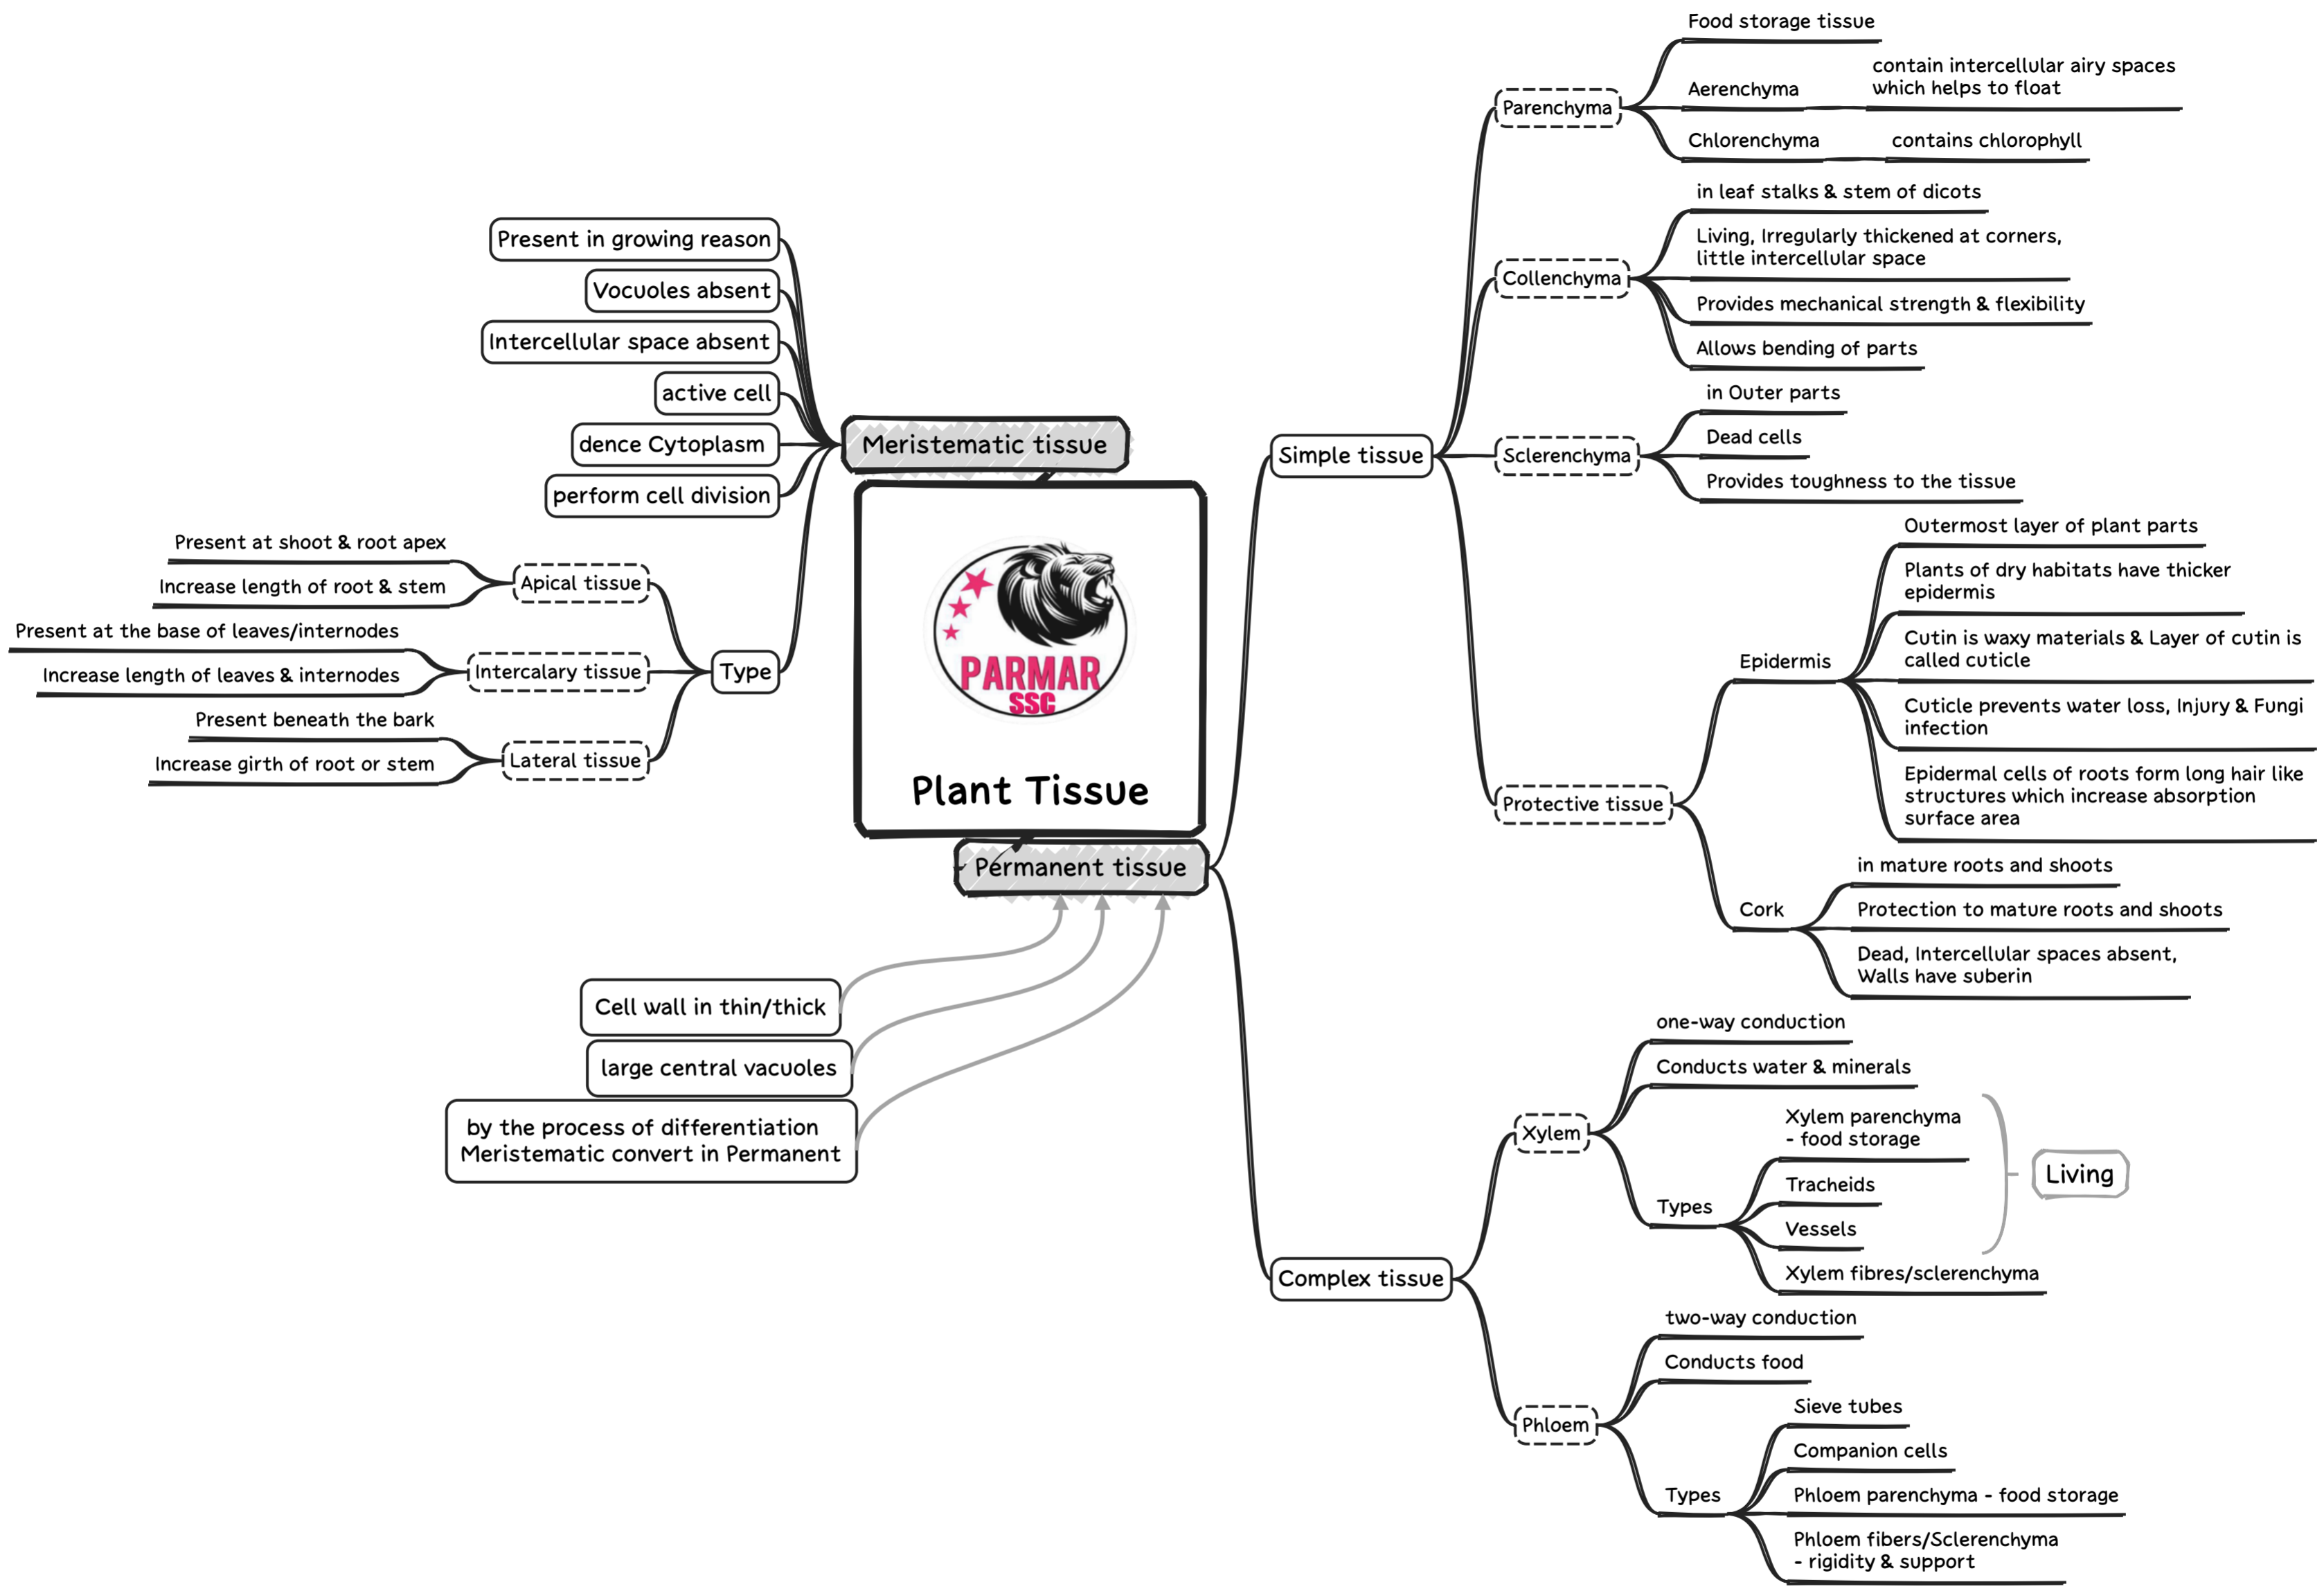 Present in growing reason
Vocuoles absent
Intercellular space absent
active cell
dence Cytoplasm
perform cell division
Meristematic tissue
Type
Apical tissue
Present at shoot & root apex
Increase length of root & stem
Intercalary tissue
Present at the base of leaves/internodes
Increase length of leaves & internodes
Lateral tissue
Present beneath the bark
Increase girth of root or stem
PARMAR
SSC
Plant Tissue
Permanent tissue
Cell wall in thin/thick
large central vacuoles
by the process of differentiation
Meristematic convert in Permanent
Simple tissue
Parenchyma
Food storage tissue
Aerenchyma
contain intercellular airy spaces
which helps to float
Chlorenchyma
contains chlorophyll
Collenchyma
in leaf stalks & stem of dicots
Living, Irregularly thickened at corners,
little intercellular space
Provides mechanical strength & flexibility
Allows bending of parts
Sclerenchyma
in Outer parts
Dead cells
Provides toughness to the tissue
Protective tissue
Epidermis
Outermost layer of plant parts
Plants of dry habitats have thicker
epidermis
Cutin is waxy materials & Layer of cutin is
called cuticle
Cuticle prevents water loss, Injury & Fungi
infection
Epidermal cells of roots form long hair like
structures which increase absorption
surface area
Cork
in mature roots and shoots
Protection to mature roots and shoots
Dead, Intercellular spaces absent,
Walls have suberin
Complex tissue
Xylem
one-way conduction
Conducts water & minerals
Types
Xylem parenchyma
- food storage
Tracheids
Vessels
Xylem fibres/sclerenchyma
Living
Phloem
two-way conduction
Conducts food
Types
Sieve tubes
Companion cells
Phloem parenchyma - food storage
Phloem fibers/Sclerenchyma
- rigidity & support